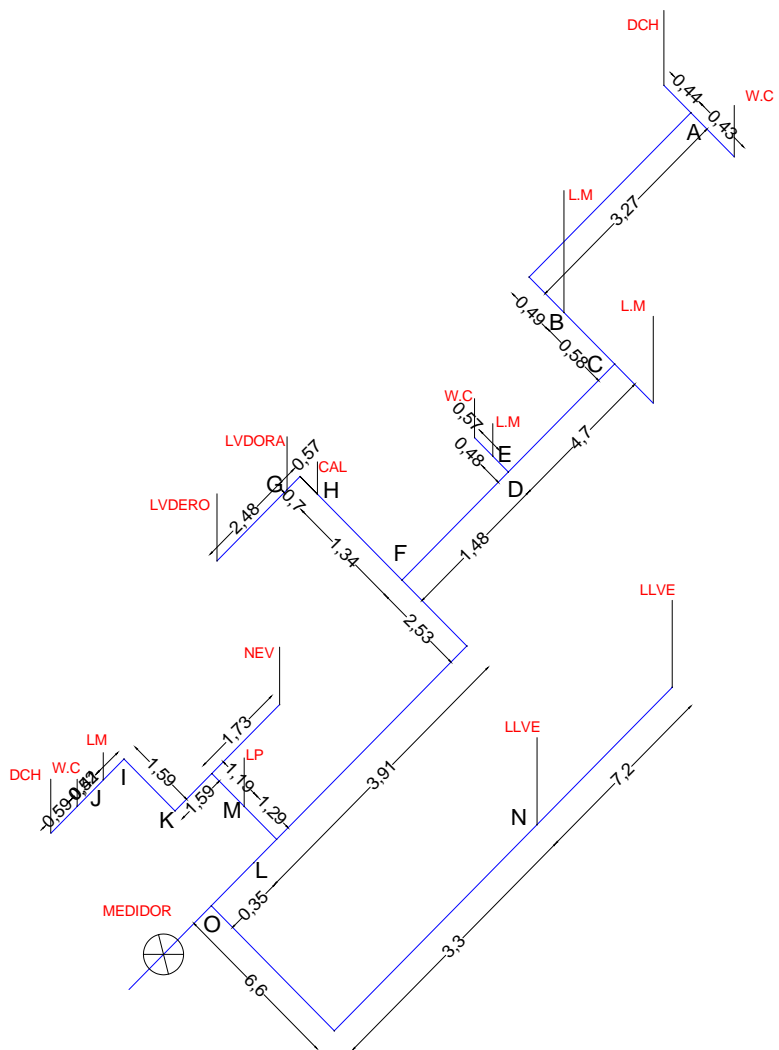 DCH
-0,44
-0,43
W.C
A
3,27
L.M
B
-0,49
0,58
C
L.M
W.C
0,57
L.M
E
0,48
4,7
D
LVDORA
0,57
CAL
G
H
-0,7
LVDERO
2,48
1,34
F
1,48
2,53
LLVE
NEV
1,73
LP
LM
DCH
W.C
I
1,59
1,19
-1,29
-0,59
J
K
-1,59
M
3,91
LLVE
7,2
N
L
MEDIDOR
O
-0,35
6,6
3,3